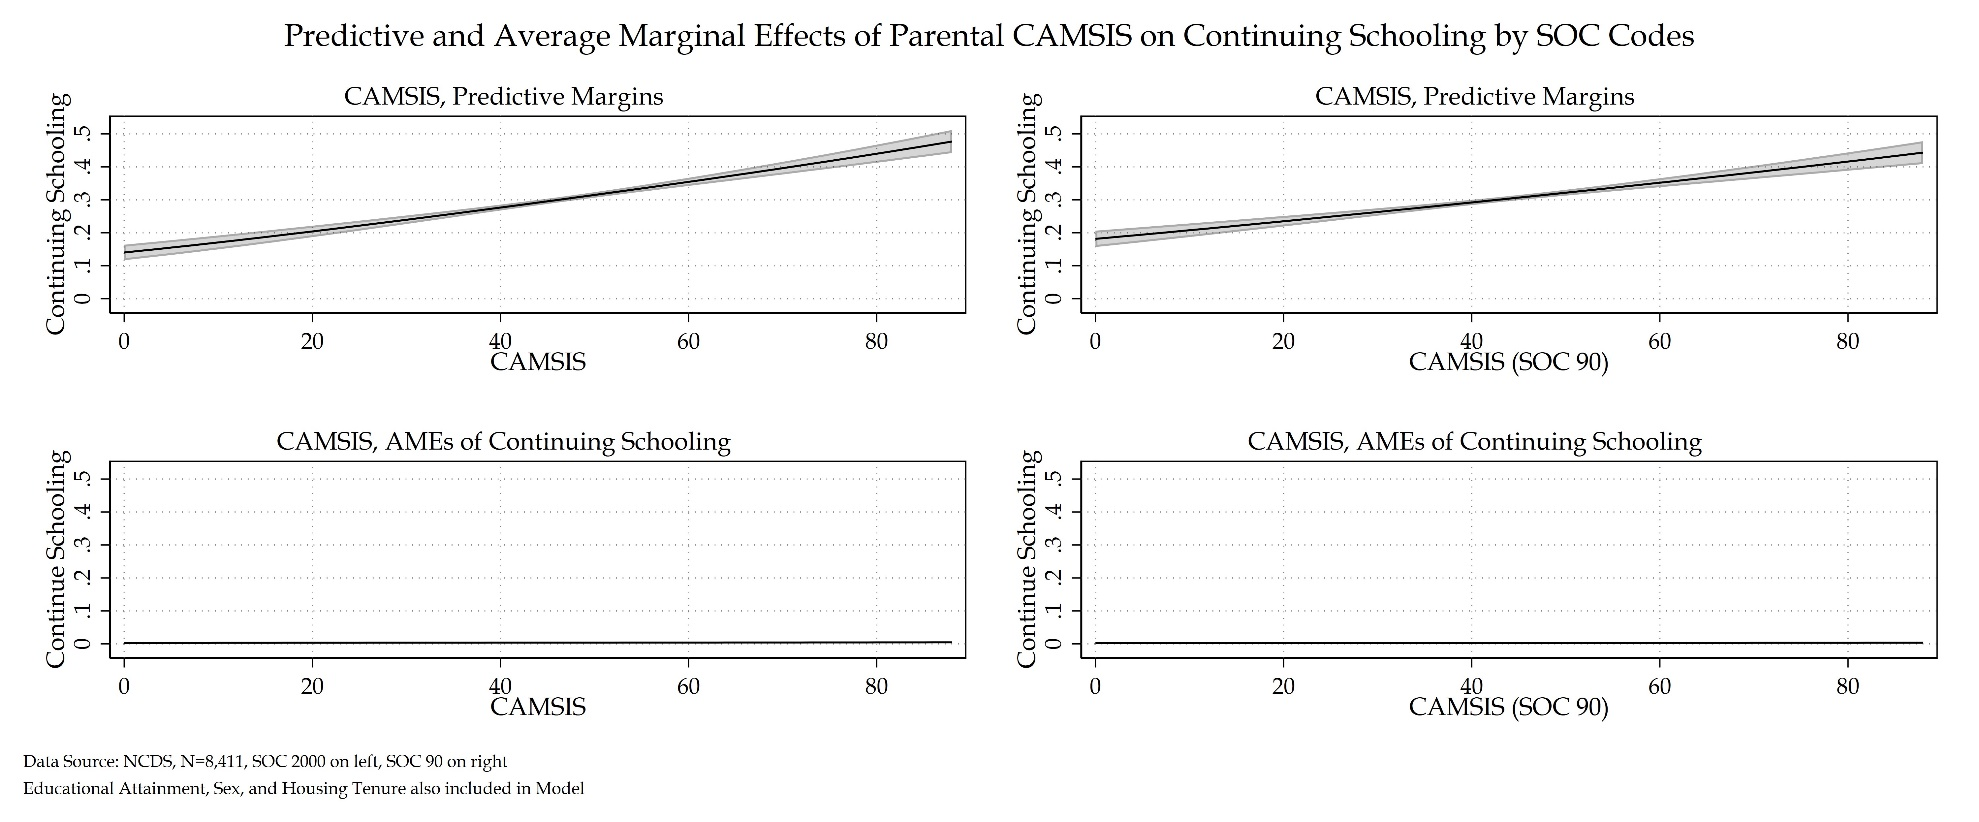 Predictive and Average Marginal Effects of Parental CAMSIS on Continuing Schooling by SOC Codes
CAMSIS, Predictive Margins
Continuing Schooling
.5
.4
.3
.2
.1
0
0 20 40 60 80
CAMSIS
CAMSIS, Predictive Margins
Continuing Schooling
.5
.4
.3
.2
.1
0
0 20 40 60 80
CAMSIS (SOC 90)
CAMSIS, AMEs of Continuing Schooling
Continue Schooling
.5
.4
.3
.2
.1
0
0 20 40 60 80
CAMSIS
CAMSIS, AMEs of Continuing Schooling
Continue Schooling
.5
.4
.3
.2
.1
0
0 20 40 60 80
CAMSIS (SOC 90)
Data Source: NCDS, N=8,411, SOC 2000 on left, SOC 90 on right
Educational Attainment, Sex, and Housing Tenure also included in Model